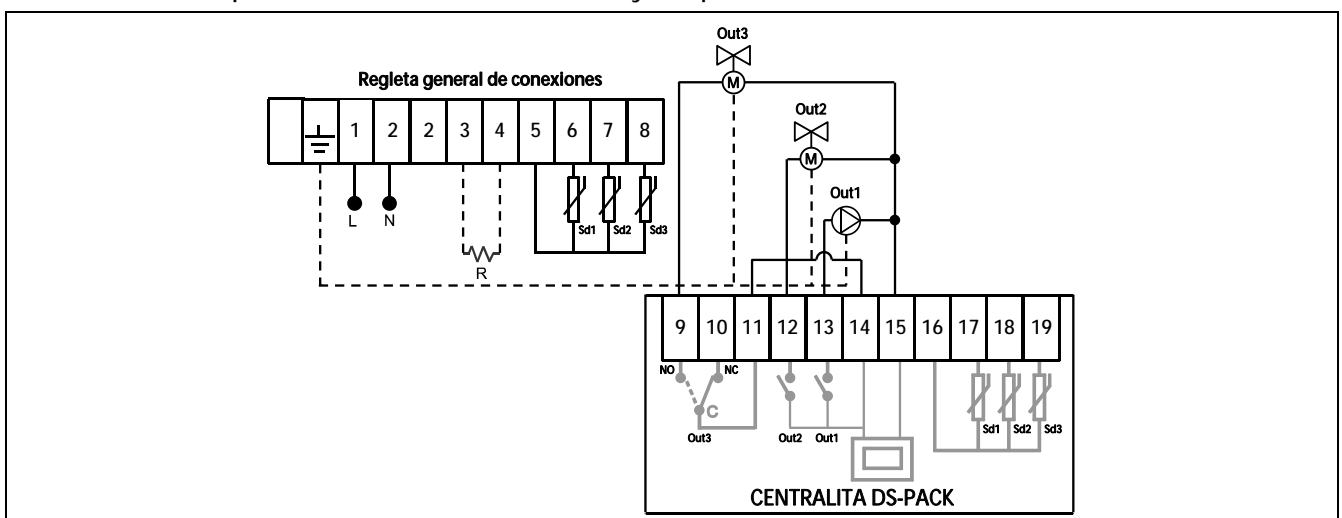 Out3
Regleta general de conexiones
M
Out2
1 2 2 3 4 5 6 7 8
M
Out1
L N
Sd1 Sd2 Sd3
R
9 10 11 12 13 14 15 16 17 18 19
NO NC
C
Out3 Out2 Out1
Sd1 Sd2 Sd3
CENTRALITA DS-PACK